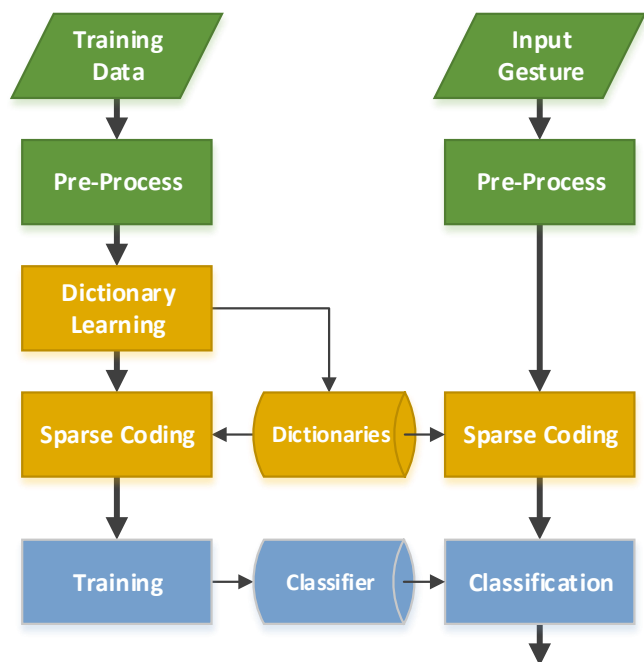 Training
Data
Input
Gesture
Pre-Process
Pre-Process
Dictionary
Learning
Sparse Coding
Dictionaries
Sparse Coding
Training
Classifier
Classification